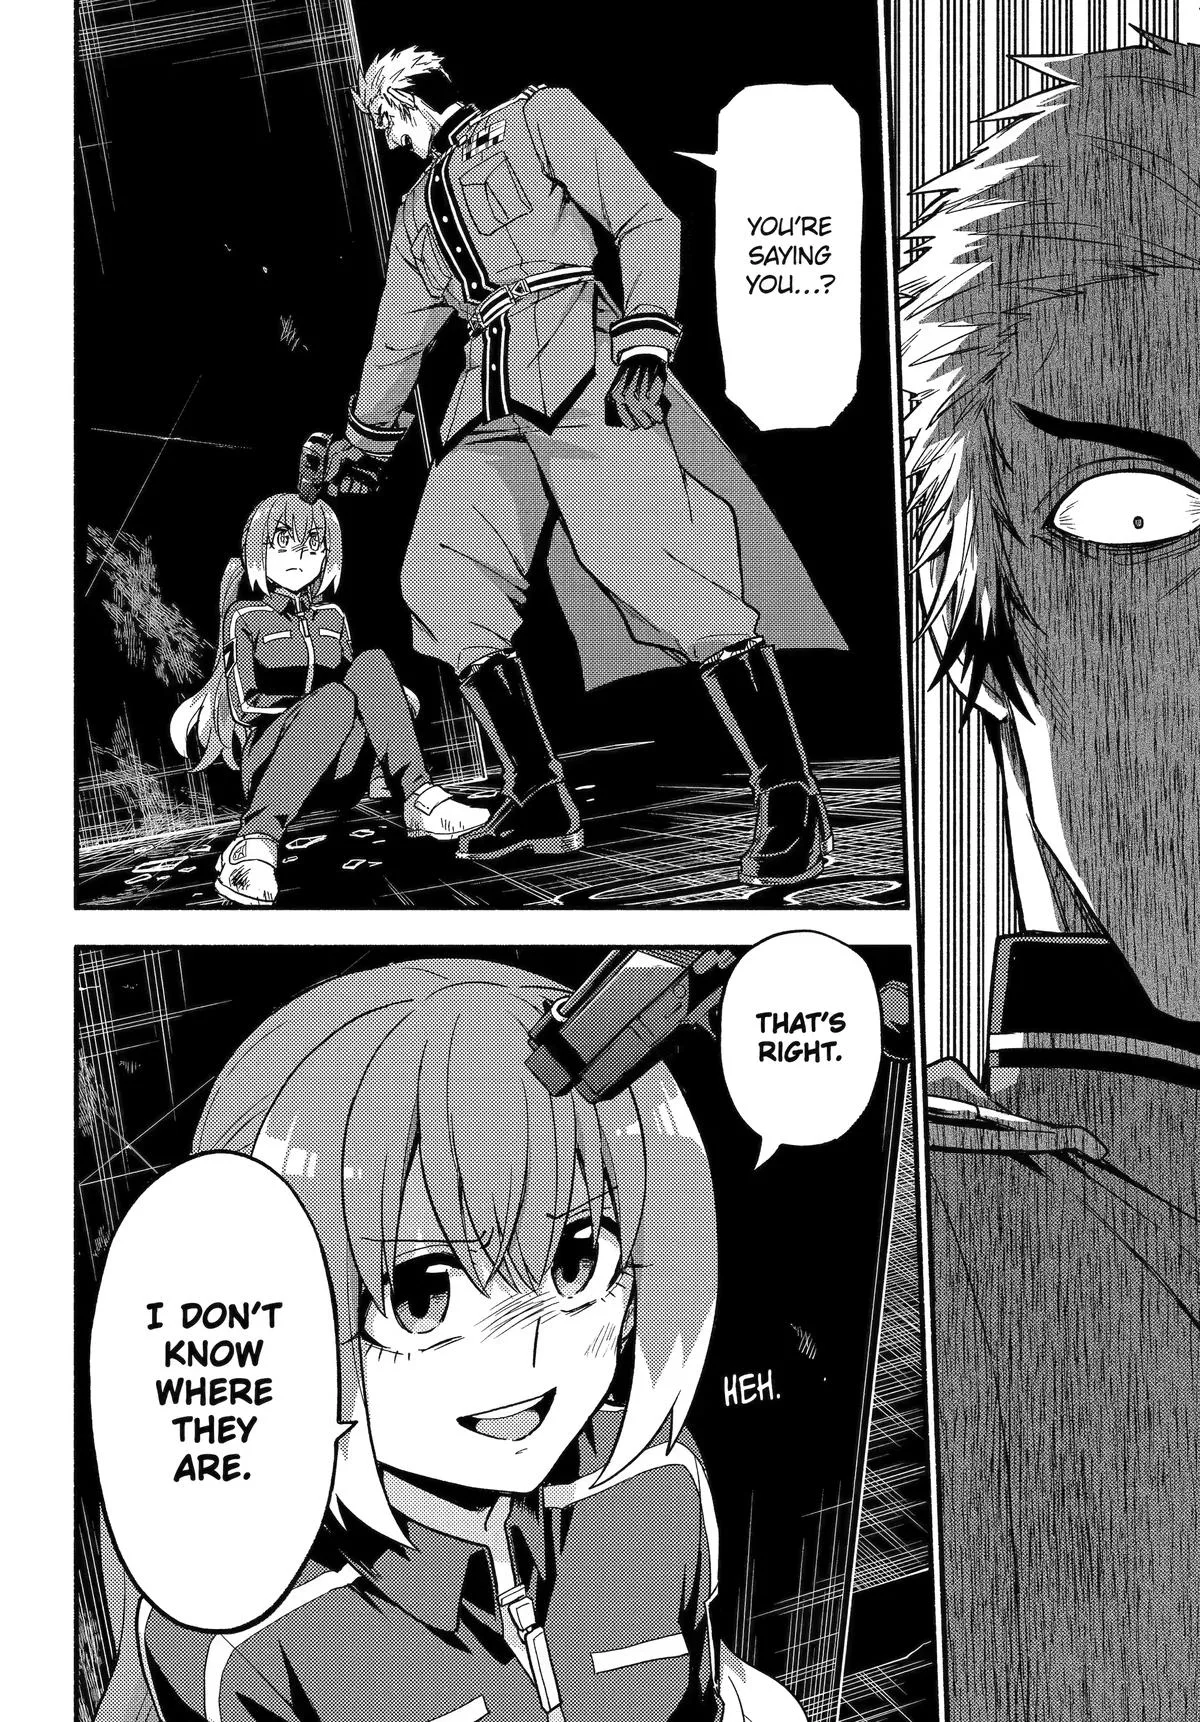 YOU'RE
SAYING
YOU...?
THAT'S
RIGHT.
HEH.
I DON'T
KNOW
WHERE
THEY
ARE.